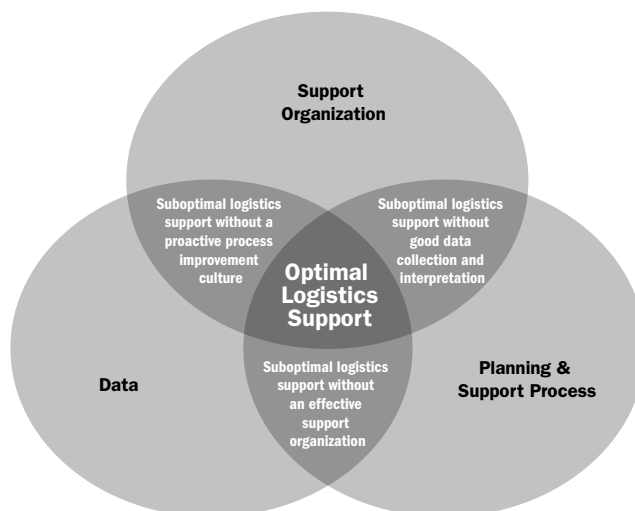 Support
Organization
Suboptimal logistics
support without a
proactive process
improvement
culture
Suboptimal logistics
support without
good data
collection and
interpretation
Optimal
Logistics
Support
Data
Suboptimal logistics
support without
an effective
support
organization
Planning &
Support Process